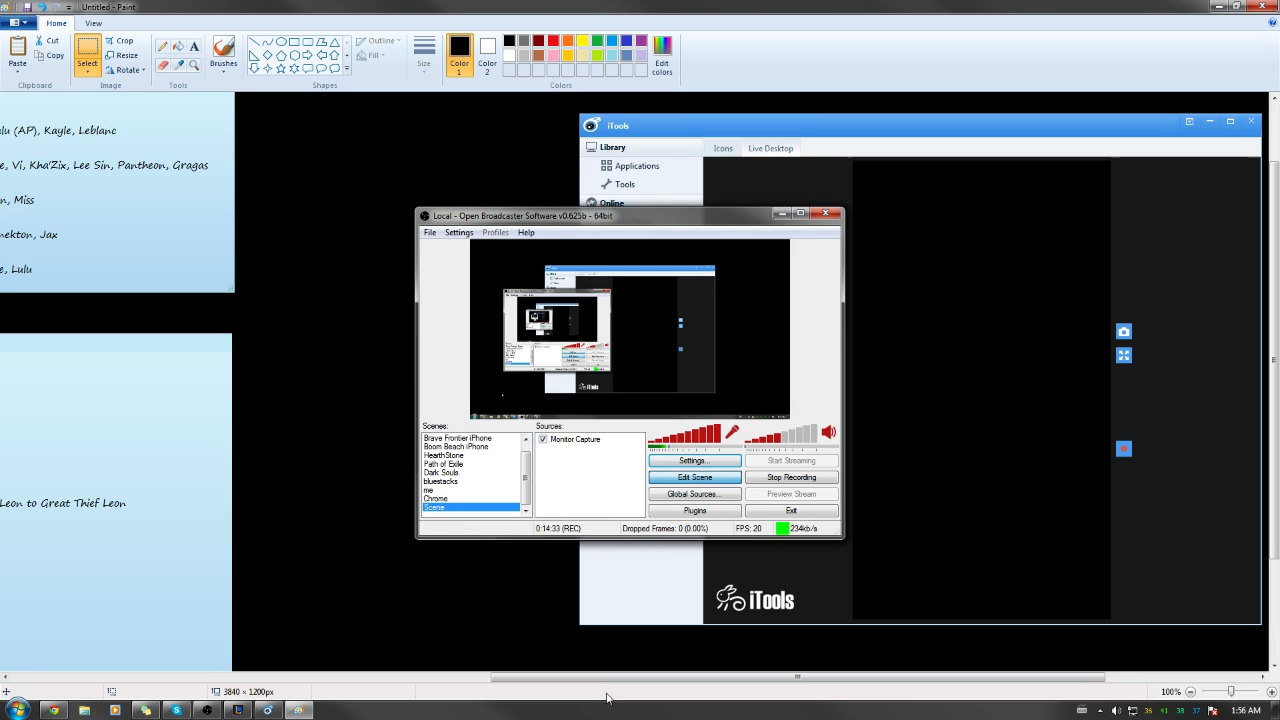 Untitled - Paint
Home
View
Paste
Cut
Copy
Clipboard
Select
Crop
Resize
Rotate
Image
Tools
Brushes
Shapes
Outline
Fill
Size
Color 1
Color 2
Edit colors
Colors
lu (AP), Kayle, Leblanc
e, Vi, Kha'Zix, Lee Sin, Pantheon, Gragas
n, Miss
nekton, Jax
e, Lulu
Leon to Great Thief Leon
iTools
Library
Applications
Tools
Online
Icons
Live Desktop
Local - Open Broadcaster Software v0.625b - 64bit
File
Settings
Profiles
Help
Scenes:
Brave Frontier iPhone
Boom Beach iPhone
HearthStone
Path of Exile
Dark Souls
bluestacks
me
Chrome
Scene
Sources:
Monitor Capture
Settings...
Start Streaming
Edit Scene
Stop Recording
Global Sources...
Preview Stream
Plugins
Exit
0:14:33 (REC)
Dropped Frames: 0 (0.00%)
FPS: 20
234kb/s
iTools
3840 × 1200px
100%
36 41 38 37
1:56 AM